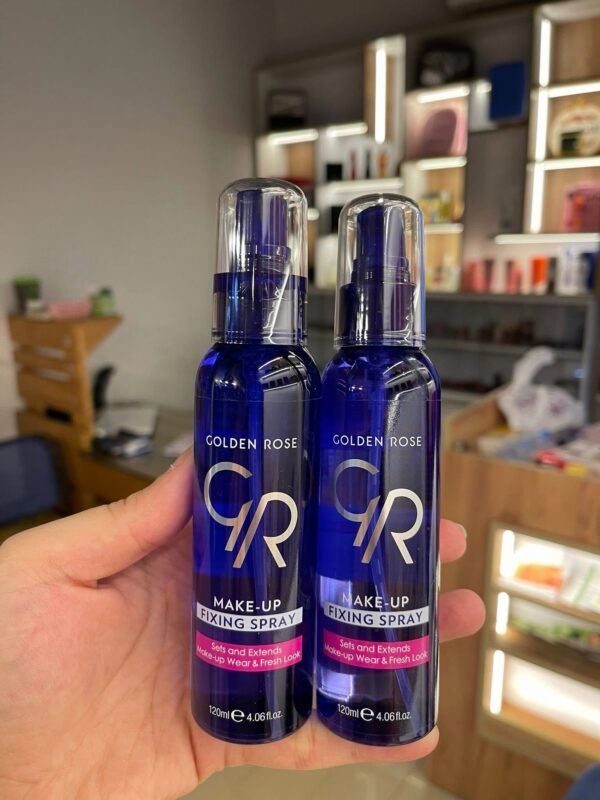 GOLDEN ROSE
GR
MAKE-UP
FIXING SPRAY
Sets and Extends
Make-up Wear & Fresh Look
120ml e 4.06fl.oz.
GOLDEN ROSE
GR
MAKE-UP
FIXING SPRAY
Sets and Extends
Make-up Wear & Fresh Look
120ml e 4.06fl.oz.